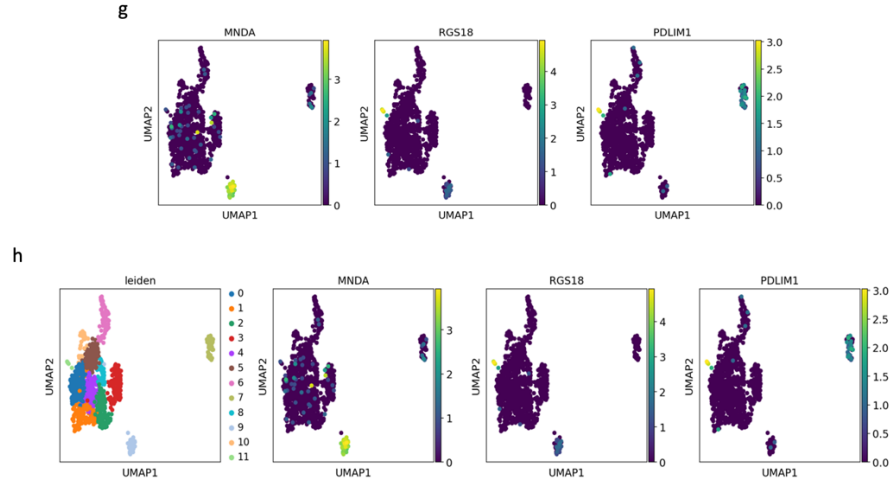 g
MNDA
RGS18
PDLIM1
3
2
1
0
UMAP2
UMAP1
4
3
2
1
0
UMAP2
UMAP1
3.0
2.5
2.0
1.5
1.0
0.5
0.0
UMAP2
UMAP1
h
leiden
MNDA
RGS18
PDLIM1
UMAP2
UMAP1
0
1
2
3
4
5
6
7
8
9
10
11
UMAP2
UMAP1
3
2
1
0
UMAP2
UMAP1
4
3
2
1
0
UMAP2
UMAP1
3.0
2.5
2.0
1.5
1.0
0.5
0.0